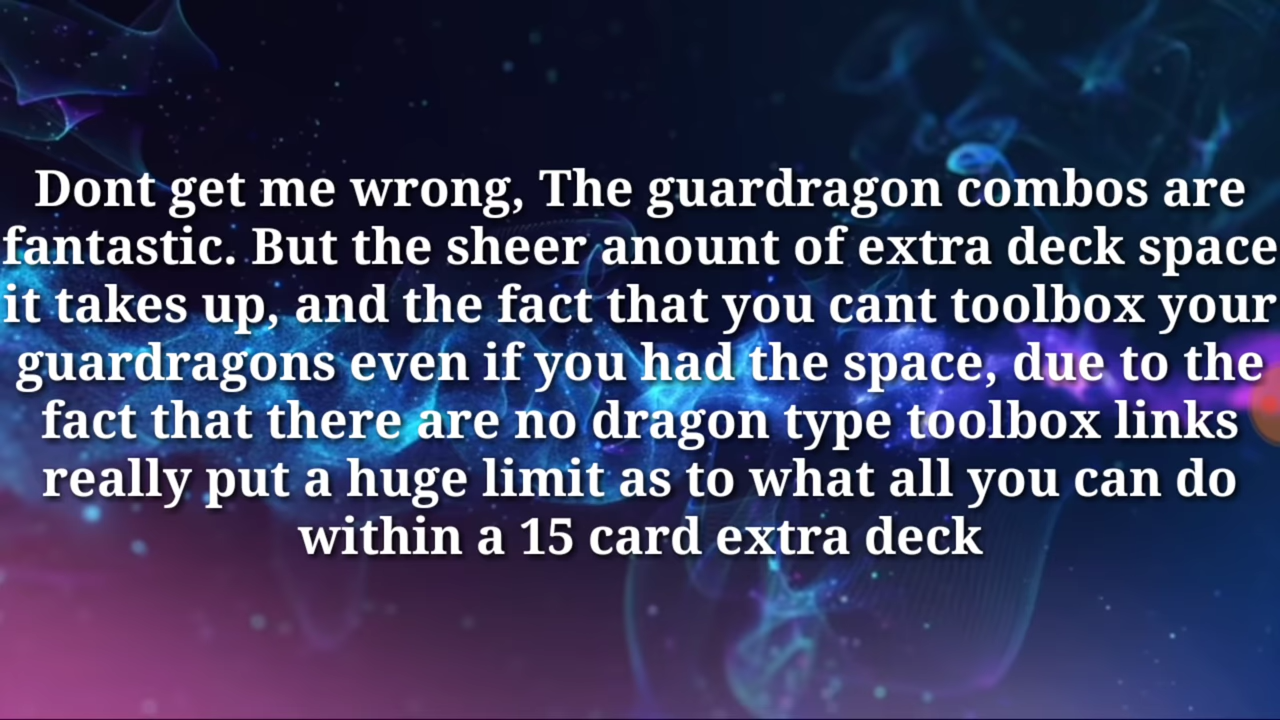 Dont get me wrong, The guardragon combos are
fantastic. But the sheer anount of extra deck space
it takes up, and the fact that you cant toolbox your
guardragons even if you had the space, due to the
fact that there are no dragon type toolbox links
really put a huge limit as to what all you can do
within a 15 card extra deck